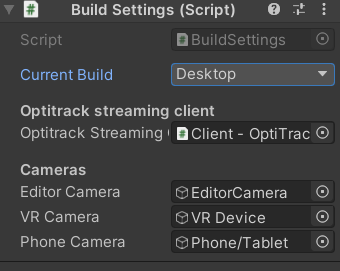 Build Settings (Script)
Script BuildSettings
Current Build Desktop
Optitrack streaming client
Optitrack Streaming Client - OptiTrac
Cameras
Editor Camera EditorCamera
VR Camera VR Device
Phone Camera Phone/Tablet